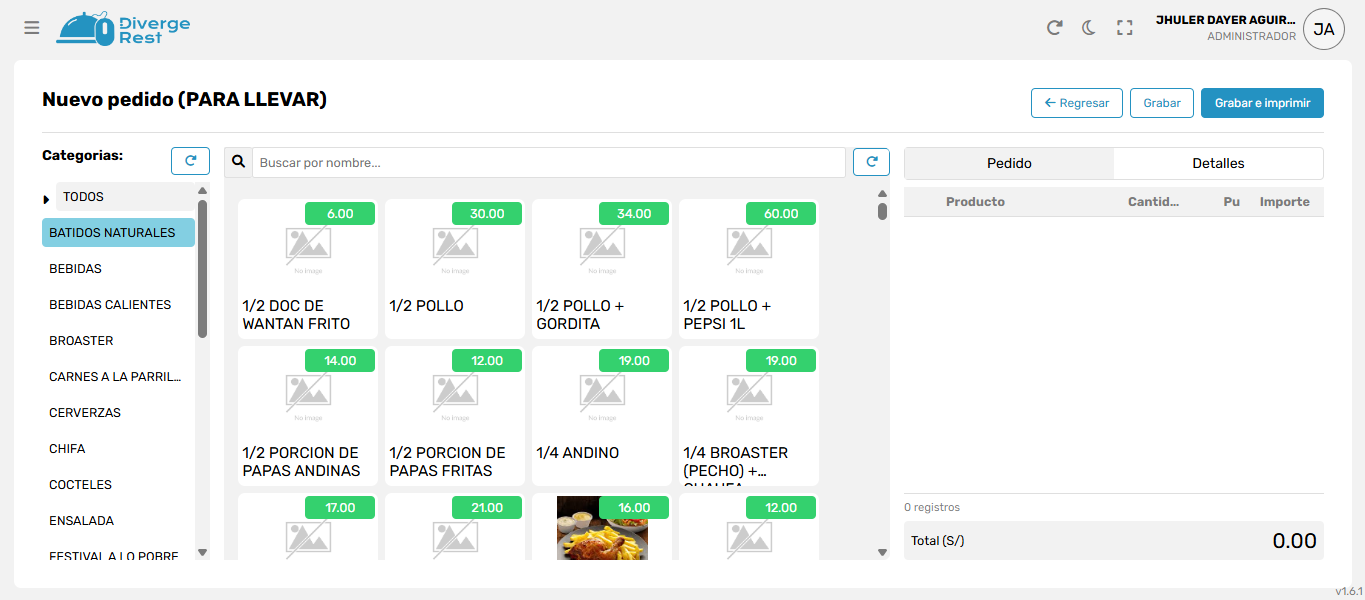 Diverge
Rest
JHULER DAYER AGUIR...
ADMINISTRADOR
JA
Nuevo pedido (PARA LLEVAR)
Regresar
Grabar
Grabar e imprimir
Categorias:
TODOS
BATIDOS NATURALES
BEBIDAS
BEBIDAS CALIENTES
BROASTER
CARNES A LA PARRIL...
CERVERZAS
CHIFA
COCTELES
ENSALADA
FESTIVAL A LO POBRE
Buscar por nombre...
6.00
No Image
1/2 DOC DE
WANTAN FRITO
30.00
No Image
1/2 POLLO
34.00
No Image
1/2 POLLO +
GORDITA
60.00
No Image
1/2 POLLO +
PEPSI 1L
14.00
No Image
1/2 PORCION DE
PAPAS ANDINAS
12.00
No Image
1/2 PORCION DE
PAPAS FRITAS
19.00
No Image
1/4 ANDINO
19.00
No Image
1/4 BROASTER
(PECHO) +...
CHAUFA
17.00
21.00
16.00
12.00
Pedido
Detalles
Producto Cantid... Pu Importe
0 registros
Total (S/) 0.00
v1.6.1